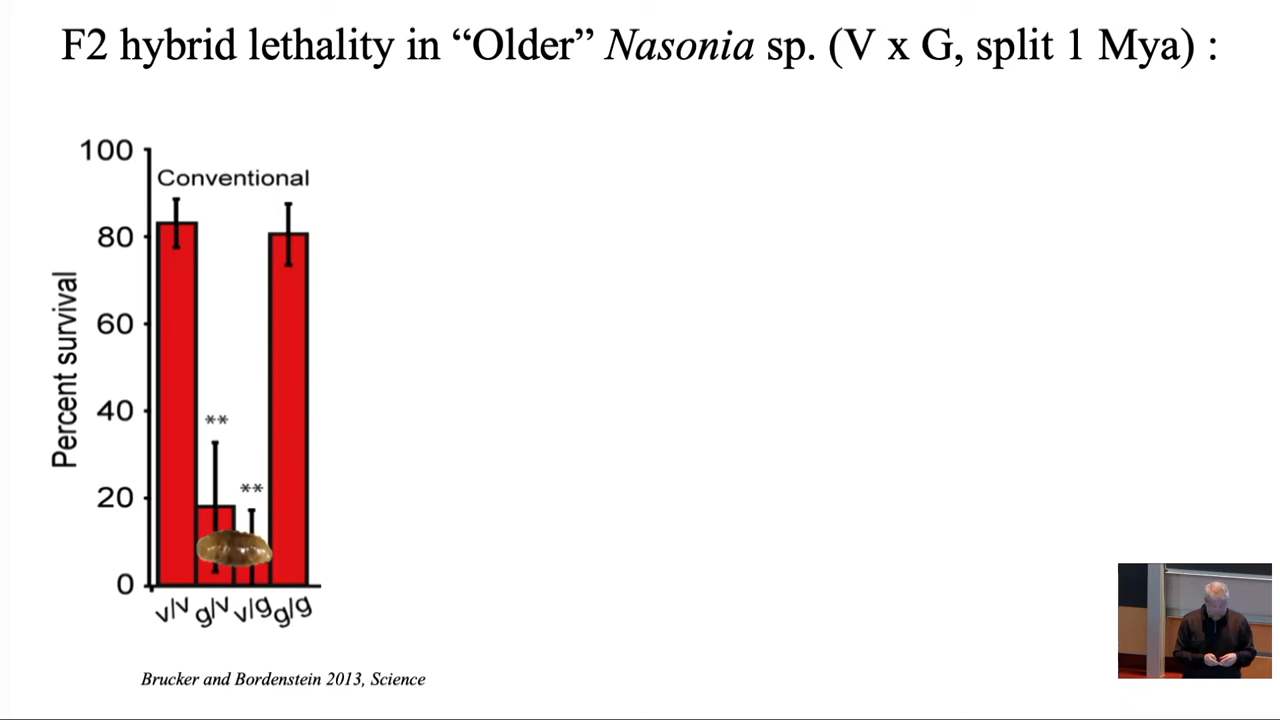 F2 hybrid lethality in “Older” Nasonia sp. (V x G, split 1 Mya) :
100
Conventional
80
60
40
20
0
Percent survival
**
**
v/v g/v v/g g/g
Brucker and Bordenstein 2013, Science